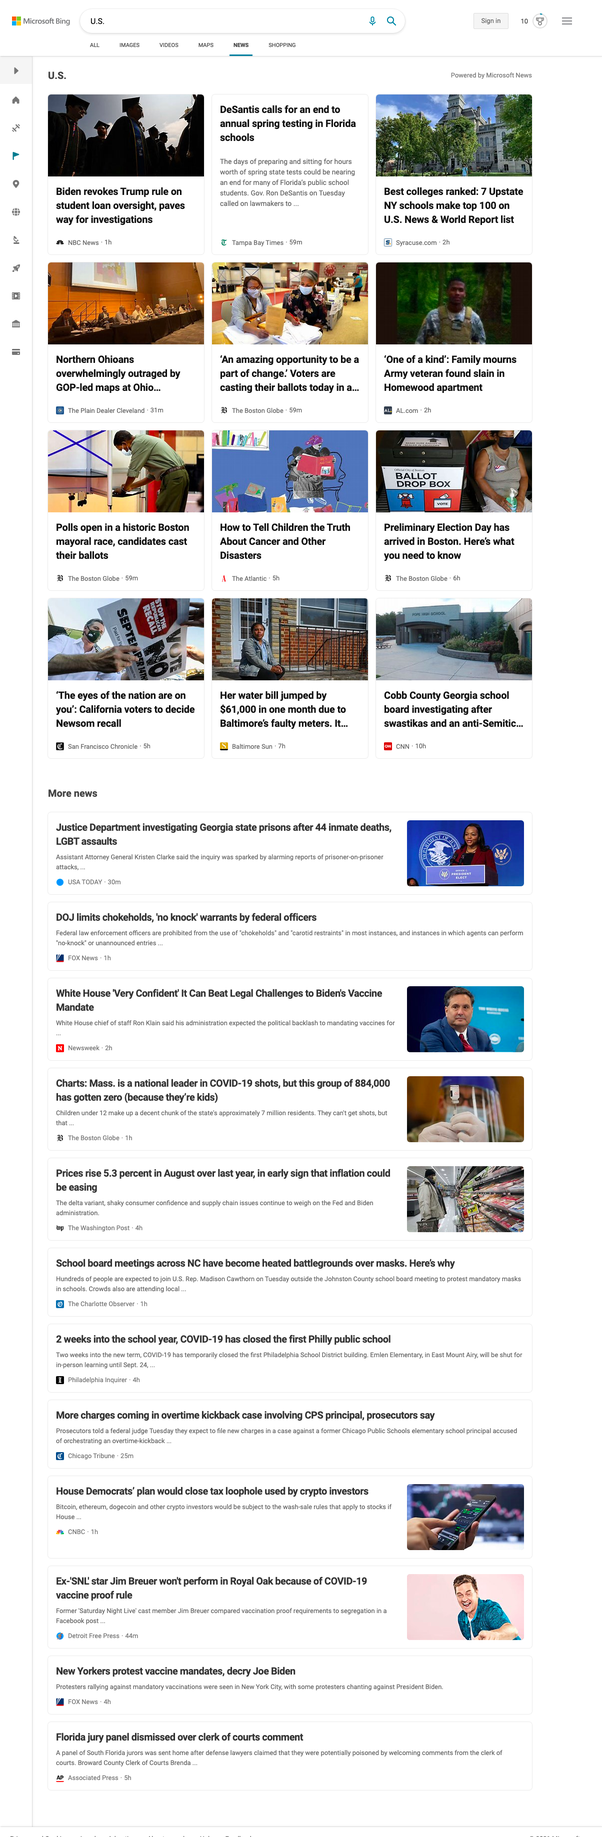 Microsoft Bing
U.S.
Sign in
10
ALL
IMAGES
VIDEOS
MAPS
NEWS
SHOPPING
U.S.
Powered by Microsoft News
Biden revokes Trump rule on
student loan oversight, paves
way for investigations
NBC News · 1h
DeSantis calls for an end to
annual spring testing in Florida
schools
The days of preparing and sitting for hours
worth of spring state tests could be nearing
an end for many of Florida's public school
students. Gov. Ron DeSantis on Tuesday
called on lawmakers to ...
Tampa Bay Times · 59m
Best colleges ranked: 7 Upstate
NY schools make top 100 on
U.S. News & World Report list
Syracuse.com · 2h
Northern Ohioans
overwhelmingly outraged by
GOP-led maps at Ohio...
The Plain Dealer Cleveland · 31m
'An amazing opportunity to be a
part of change.' Voters are
casting their ballots today in a...
The Boston Globe · 59m
'One of a kind': Family mourns
Army veteran found slain in
Homewood apartment
AL.com · 2h
Polls open in a historic Boston
mayoral race, candidates cast
their ballots
The Boston Globe · 59m
How to Tell Children the Truth
About Cancer and Other
Disasters
The Atlantic · 5h
BALLOT
DROP BOX
VOTE
Preliminary Election Day has
arrived in Boston. Here's what
you need to know
The Boston Globe · 6h
STOP THE
REPUBLICAN
RECALL
VOTE
NO
SEPTEMBER
'The eyes of the nation are on
you': California voters to decide
Newsom recall
San Francisco Chronicle · 5h
Her water bill jumped by
$61,000 in one month due to
Baltimore's faulty meters. It...
Baltimore Sun · 7h
Cobb County Georgia school
board investigating after
swastikas and an anti-Semitic...
CNN · 10h
More news
Justice Department investigating Georgia state prisons after 44 inmate deaths,
LGBT assaults
Assistant Attorney General Kristen Clarke said the inquiry was sparked by alarming reports of prisoner-on-prisoner
attacks, ...
USA TODAY · 30m
DOJ limits chokeholds, 'no knock' warrants by federal officers
Federal law enforcement officers are prohibited from the use of "chokeholds" and "carotid restraints" in most instances, and instances in which agents can perform
"no-knock" or unannounced entries ...
FOX News · 1h
White House 'Very Confident' It Can Beat Legal Challenges to Biden's Vaccine
Mandate
White House chief of staff Ron Klain said his administration expected the political backlash to mandating vaccines for
...
Newsweek · 2h
Charts: Mass. is a national leader in COVID-19 shots, but this group of 884,000
has gotten zero (because they're kids)
Children under 12 make up a decent chunk of the state's approximately 7 million residents. They can't get shots, but
that ...
The Boston Globe · 1h
Prices rise 5.3 percent in August over last year, in early sign that inflation could
be easing
The delta variant, shaky consumer confidence and supply chain issues continue to weigh on the Fed and Biden
administration.
The Washington Post · 4h
School board meetings across NC have become heated battlegrounds over masks. Here's why
Hundreds of people are expected to join U.S. Rep. Madison Cawthorn on Tuesday outside the Johnston County school board meeting to protest mandatory masks
in schools. Crowds also are attending local ...
The Charlotte Observer · 1h
2 weeks into the school year, COVID-19 has closed the first Philly public school
Two weeks into the new term, COVID-19 has temporarily closed the first Philadelphia School District building. Emlen Elementary, in East Mount Airy, will be shut for
in-person learning until Sept. 24, ...
Philadelphia Inquirer · 4h
More charges coming in overtime kickback case involving CPS principal, prosecutors say
Prosecutors told a federal judge Tuesday they expect to file new charges in a case against a former Chicago Public Schools elementary school principal accused
of orchestrating an overtime-kickback ...
Chicago Tribune · 25m
House Democrats' plan would close tax loophole used by crypto investors
Bitcoin, ethereum, dogecoin and other crypto investors would be subject to the wash-sale rules that apply to stocks if
House ...
CNBC · 1h
Ex-'SNL' star Jim Breuer won't perform in Royal Oak because of COVID-19
vaccine proof rule
Former 'Saturday Night Live' cast member Jim Breuer compared vaccination proof requirements to segregation in a
Facebook post ...
Detroit Free Press · 44m
New Yorkers protest vaccine mandates, decry Joe Biden
Protesters rallying against mandatory vaccinations were seen in New York City, with some protesters chanting against President Biden.
FOX News · 4h
Florida jury panel dismissed over clerk of courts comment
A panel of South Florida jurors was sent home after defense lawyers claimed that they were potentially poisoned by welcoming comments from the clerk of
courts. Broward County Clerk of Courts Brenda ...
Associated Press · 5h